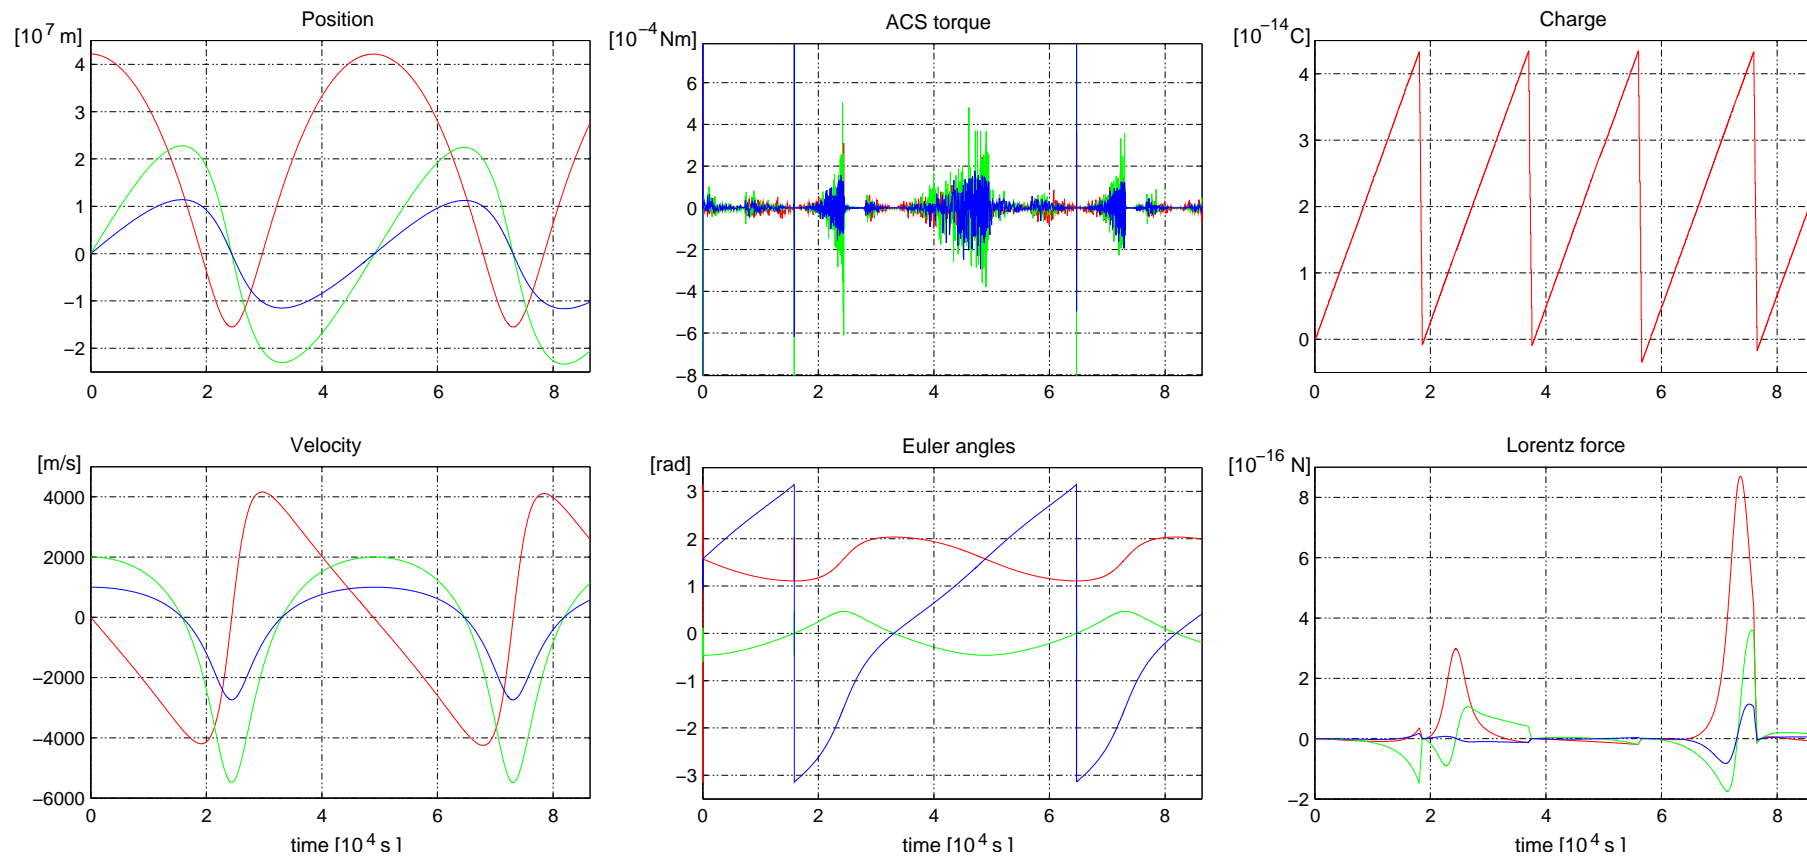 Position
[10^7 m]
4
3
2
1
0
−1
−2
0 2 4 6 8
ACS torque
[10^−4 Nm]
6
4
2
0
−2
−4
−6
−8
2 4 6 8
Charge
[10^−14 C]
4
3
2
1
0
0 2 4 6 8
Velocity
[m/s]
4000
2000
0
−2000
−4000
−6000
0 2 4 6 8
time [10^4 s ]
Euler angles
[rad]
3
2
1
0
−1
−2
−3
0 2 4 6 8
time [10^4 s ]
Lorentz force
[10^−16 N]
8
6
4
2
0
−2
0 2 4 6 8
time [10^4 s ]